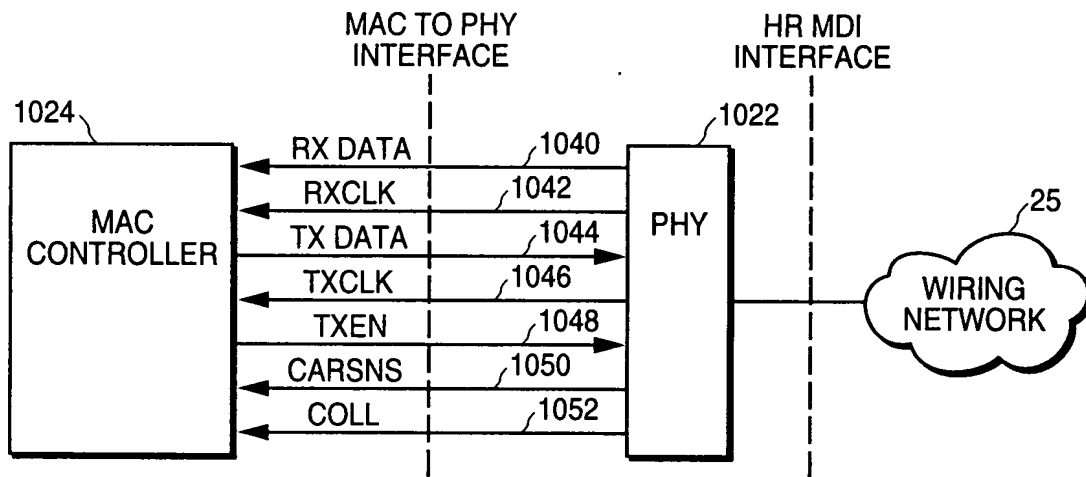 MAC TO PHY
INTERFACE
HR MDI
INTERFACE
1024
1022
RX DATA
1040
RXCLK
1042
MAC
CONTROLLER
TX DATA
1044
PHY
25
TXCLK
1046
WIRING
NETWORK
TXEN
1048
CARSNS
1050
COLL
1052